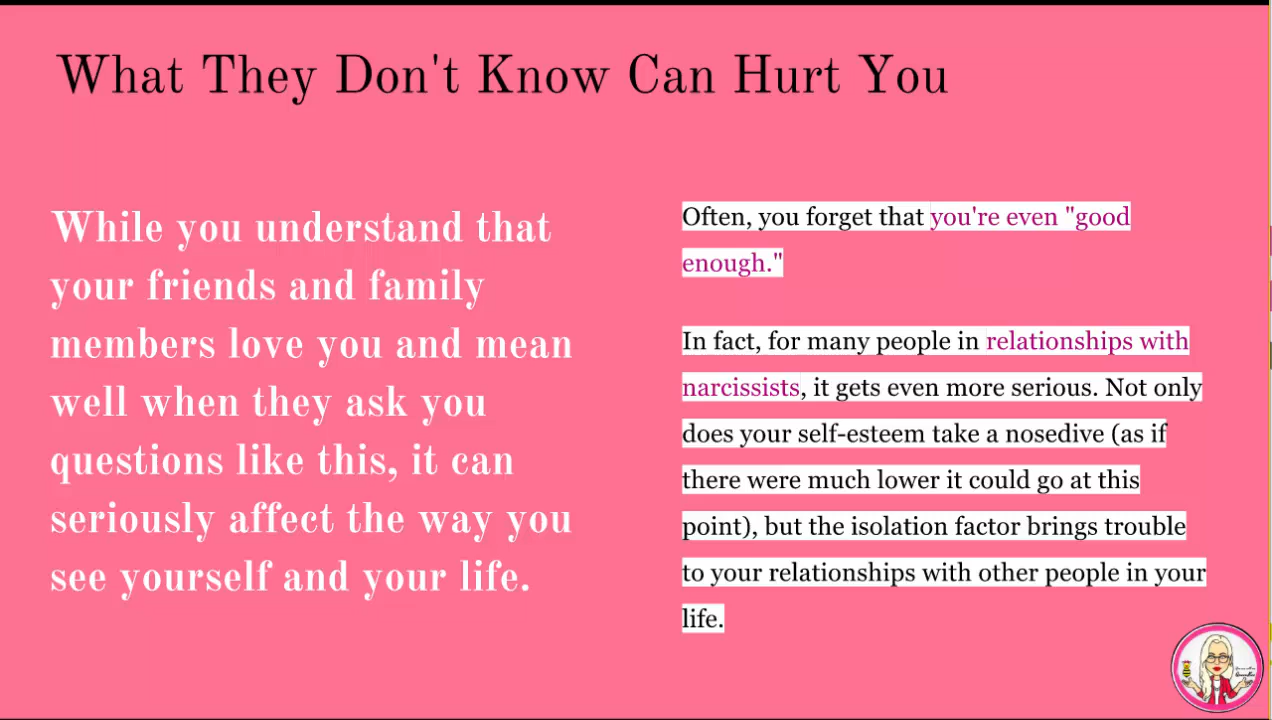 What They Don't Know Can Hurt You
While you understand that
your friends and family
members love you and mean
well when they ask you
questions like this, it can
seriously affect the way you
see yourself and your life.
Often, you forget that you're even "good
enough."
In fact, for many people in relationships with
narcissists, it gets even more serious. Not only
does your self-esteem take a nosedive (as if
there were much lower it could go at this
point), but the isolation factor brings trouble
to your relationships with other people in your
life.